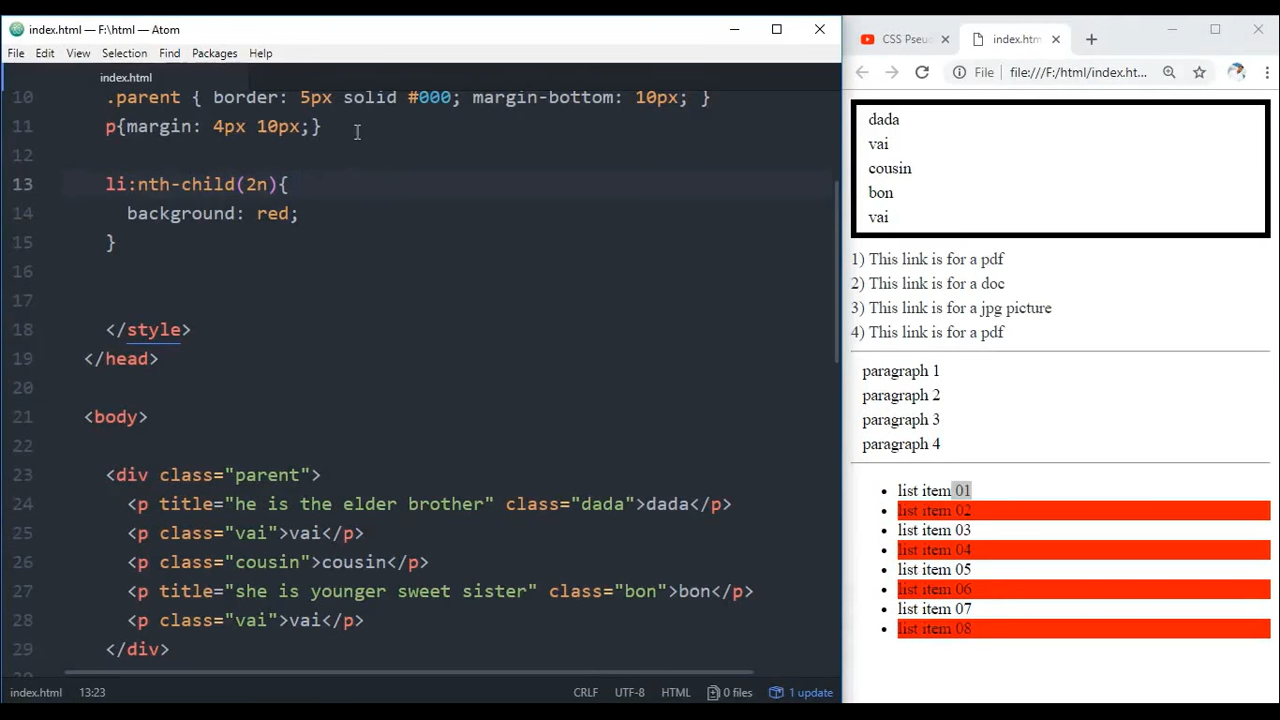 index.html — F:\html — Atom
File Edit View Selection Find Packages Help
index.html
10 .parent { border: 5px solid #000; margin-bottom: 10px; }
11 p{margin: 4px 10px;}
12
13 li:nth-child(2n){
14 background: red;
15 }
16
17
18 </style>
19 </head>
20
21 <body>
22
23 <div class="parent">
24 <p title="he is the elder brother" class="dada">dada</p>
25 <p class="vai">vai</p>
26 <p class="cousin">cousin</p>
27 <p title="she is younger sweet sister" class="bon">bon</p>
28 <p class="vai">vai</p>
29 </div>
index.html 13:23 CRLF UTF-8 HTML 0 files 1 update
CSS Pseu index.htm
File file:///F:/html/index.ht...
dada
vai
cousin
bon
vai
1) This link is for a pdf
2) This link is for a doc
3) This link is for a jpg picture
4) This link is for a pdf
paragraph 1
paragraph 2
paragraph 3
paragraph 4
list item 01
list item 02
list item 03
list item 04
list item 05
list item 06
list item 07
list item 08